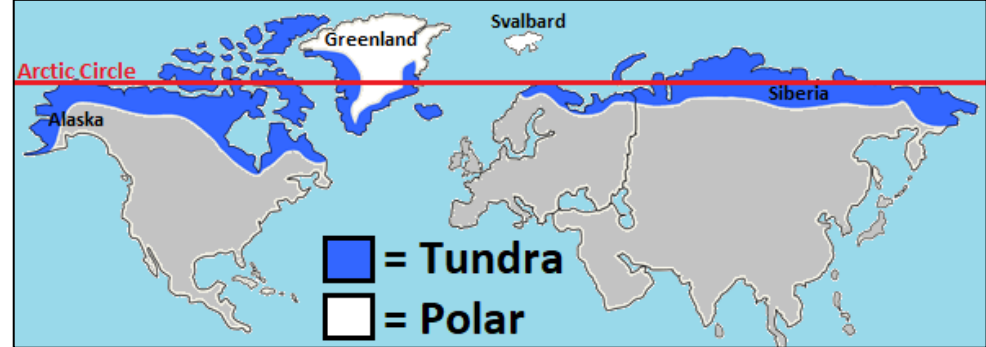 Svalbard
Greenland
Arctic Circle
Siberia
Alaska
= Tundra
= Polar